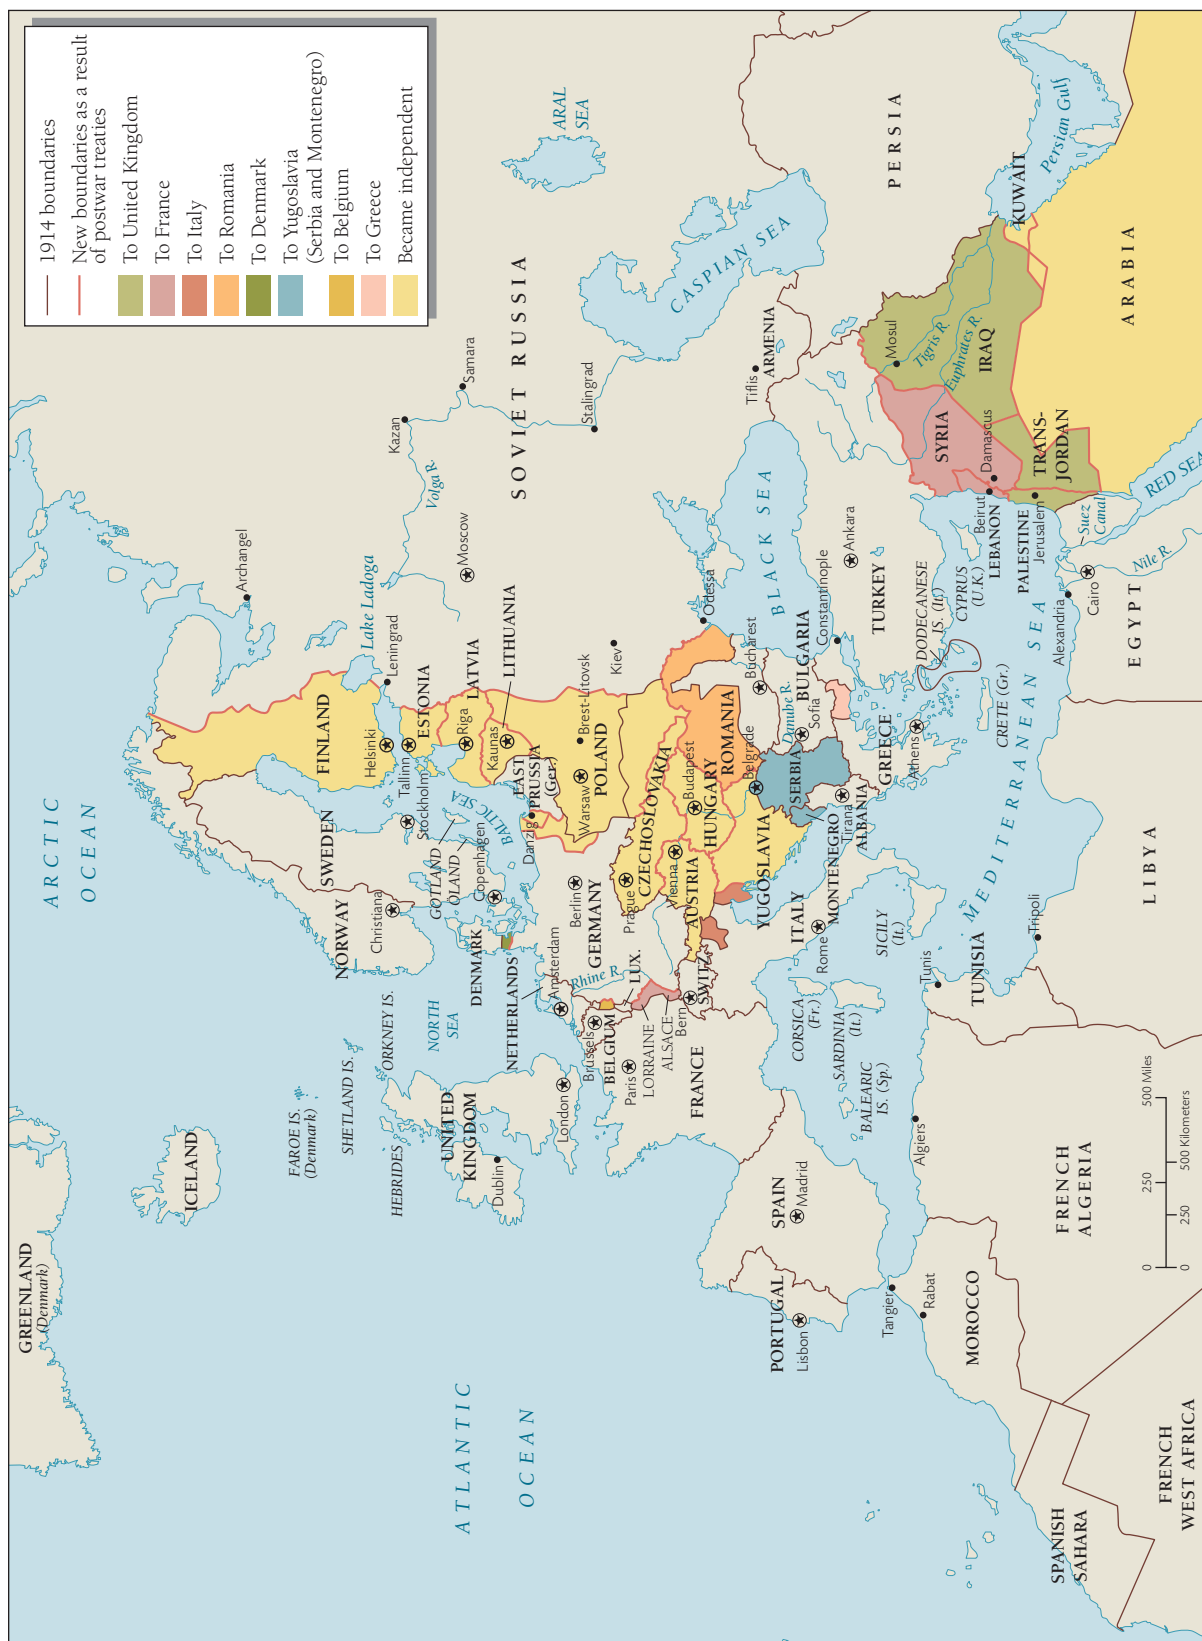 1914 boundaries
New boundaries as a result
of postwar treaties
To United Kingdom
To France
To Italy
To Romania
To Denmark
To Yugoslavia
(Serbia and Montenegro)
To Belgium
To Greece
Became independent
GREENLAND
(Denmark)
ARCTIC
OCEAN
ICELAND
FAROE IS.
(Denmark)
SHETLAND IS.
ORKNEY IS.
HEBRIDES
NORWAY
SWEDEN
FINLAND
Christiana
Stockholm
Helsinki
Tallinn
Leningrad
Lake Ladoga
Archangel
ESTONIA
GOTLAND
OLAND
Copenhagen
BALTIC SEA
Riga
LATVIA
Kaunas
LITHUANIA
Moscow
Volga R.
Kazan
Samara
SOVIET RUSSIA
Stalingrad
ARAL
SEA
CASPIAN SEA
NORTH
SEA
DENMARK
UNITED
KINGDOM
Dublin
London
NETHERLANDS
Amsterdam
Brussels
BELGIUM
Rhine R.
LUX.
Berlin
GERMANY
Danzig
EAST
PRUSSIA
(Ger.)
Warsaw
POLAND
Brest-Litovsk
Kiev
Paris
LORRAINE
ALSACE
FRANCE
Bern
SWITZ.
Prague
CZECHOSLOVAKIA
Vienna
AUSTRIA
Budapest
HUNGARY
ROMANIA
Odessa
Bucharest
Belgrade
YUGOSLAVIA
SERBIA
Danube R.
BULGARIA
Sofia
BLACK SEA
Tiflis
ARMENIA
ATLANTIC
OCEAN
PORTUGAL
Lisbon
SPAIN
Madrid
BALEARIC
IS. (Sp.)
CORSICA
(Fr.)
SARDINIA
(It.)
ITALY
Rome
MONTENEGRO
Tirana
ALBANIA
SICILY
(It.)
GREECE
Athens
CRETE (Gr.)
Constantinople
Ankara
TURKEY
DODECANESE
IS. (It.)
CYPRUS
(U.K.)
MEDITERRANEAN SEA
SYRIA
Damascus
Beirut
LEBANON
PALESTINE
Jerusalem
TRANS-
JORDAN
Mosul
Tigris R.
Euphrates R.
IRAQ
PERSIA
KUWAIT
Persian Gulf
ARABIA
RED SEA
Suez
Canal
Nile R.
Cairo
Alexandria
EGYPT
LIBYA
Tripoli
TUNISIA
Tunis
Algiers
FRENCH
ALGERIA
Tangier
Rabat
MOROCCO
SPANISH
SAHARA
FRENCH
WEST AFRICA
0 250 500 Miles
0 250 500 Kilometers